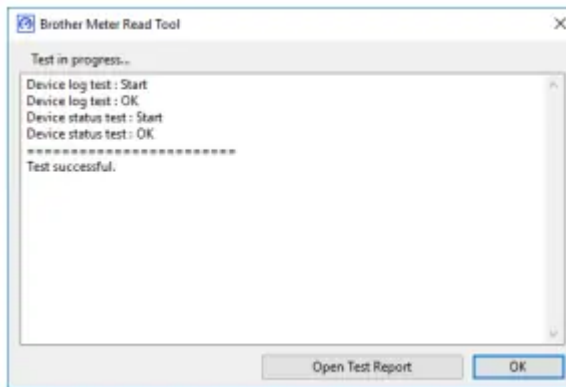 Brother Meter Read Tool
Test in progress...
Device log test : Start
Device log test : OK
Device status test : Start
Device status test : OK
========================
Test successful.
Open Test Report
OK